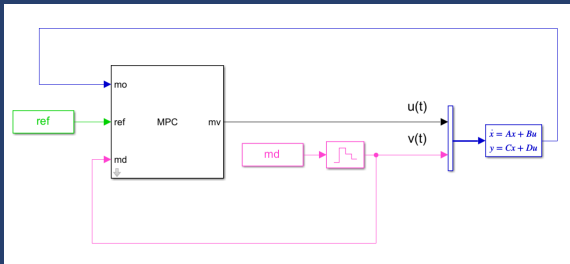 mo
ref
ref
MPC
mv
md
md
u(t)
v(t)
ẋ = Ax + Bu
y = Cx + Du